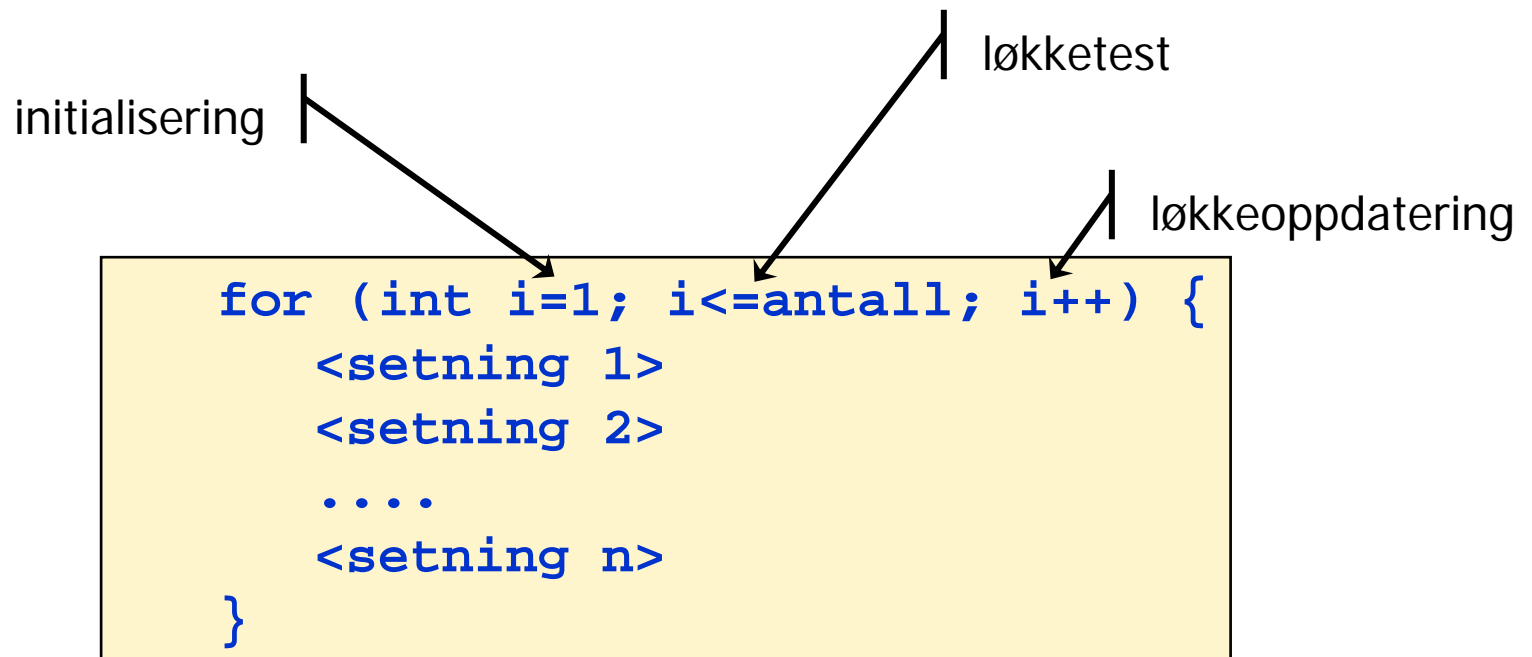 løkketest
initialisering
løkkeoppdatering
for (int i=1; i<=antall; i++) {
<setning 1>
<setning 2>
....
<setning n>
}